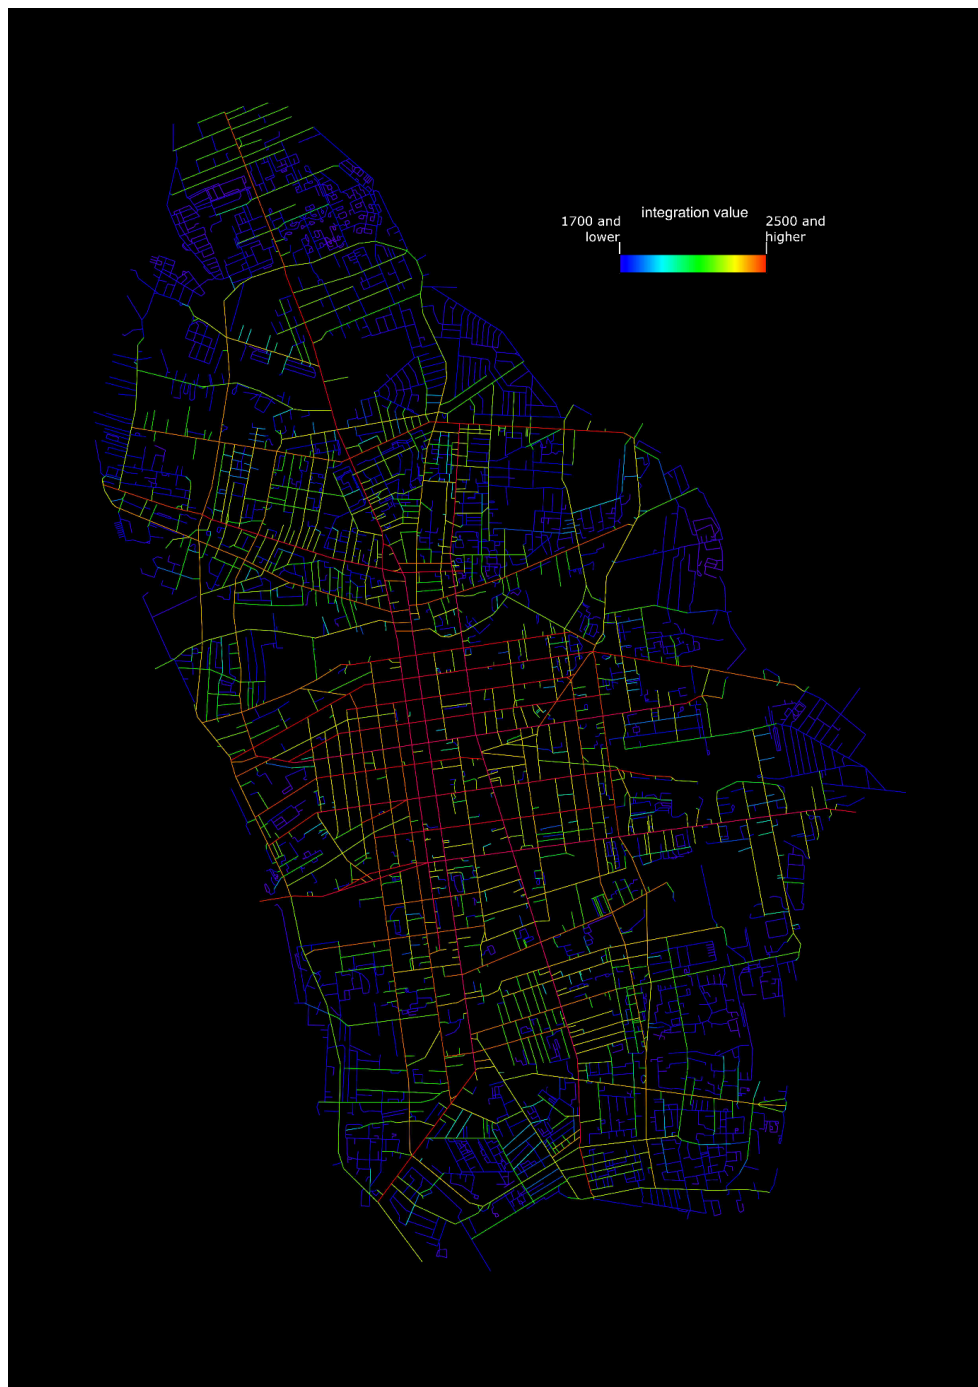 integration value
1700 and
lower
2500 and
higher